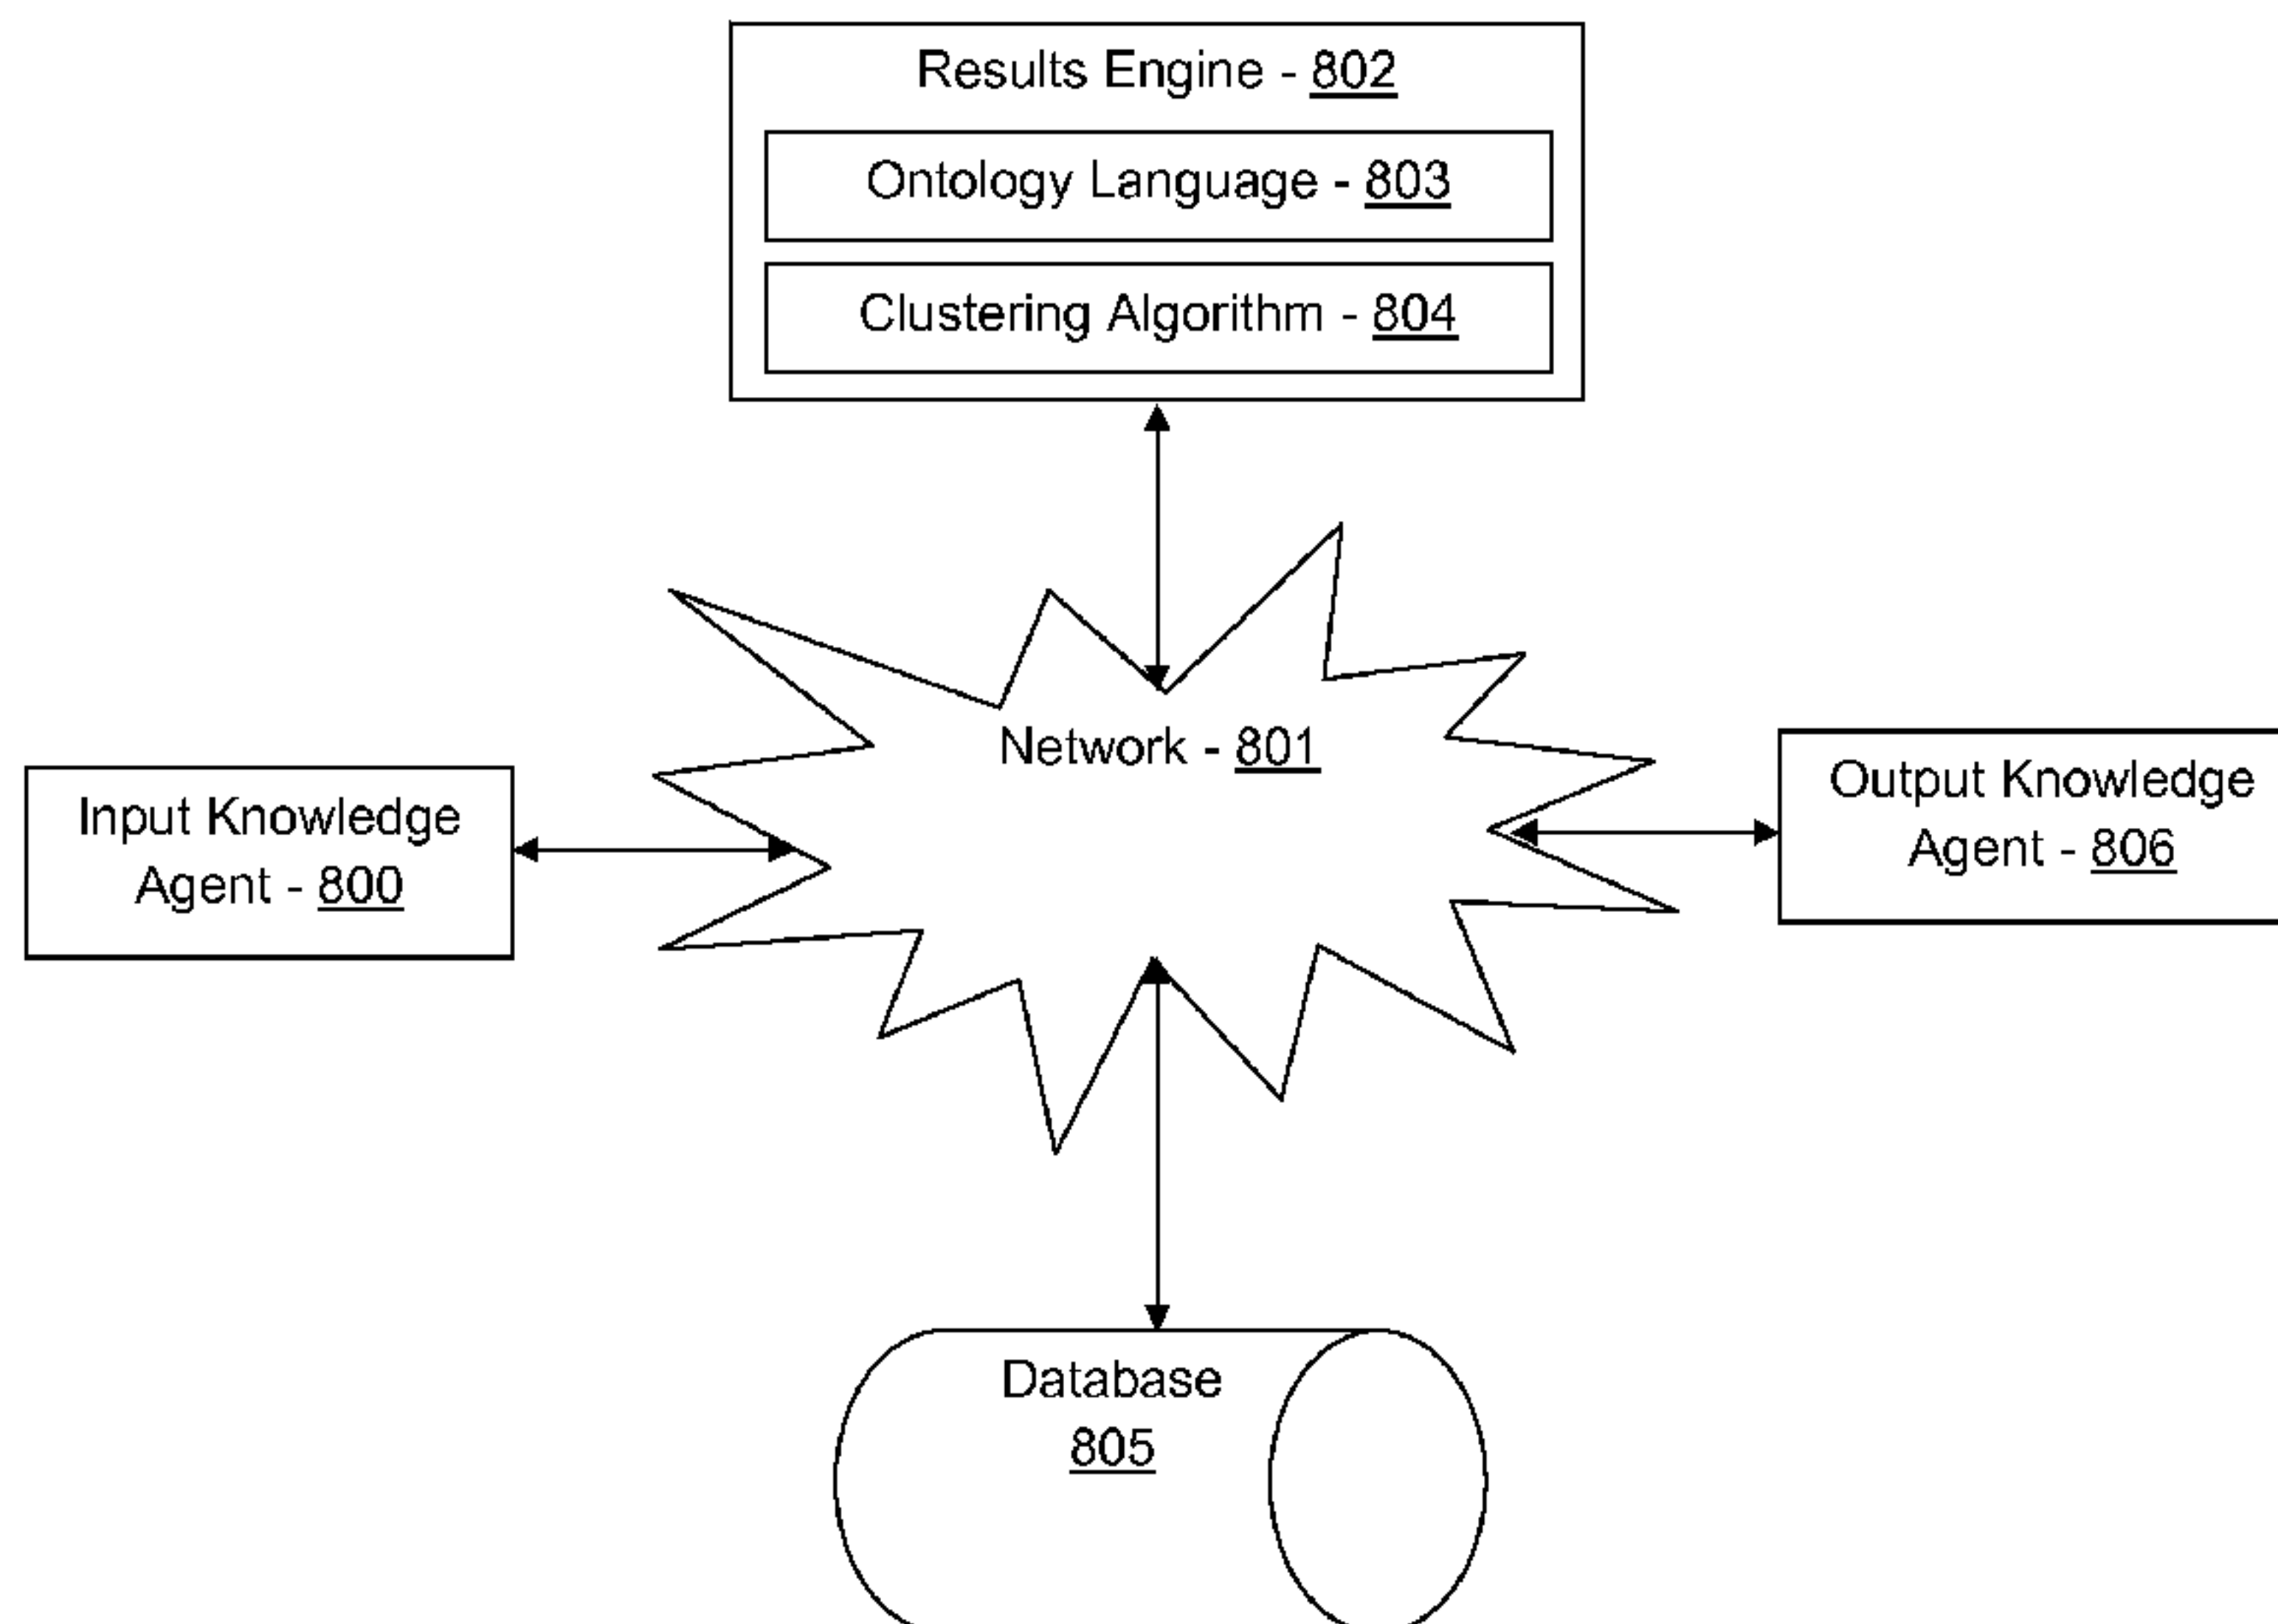 Results Engine - 802
Ontology Language - 803
Clustering Algorithm - 804
Network - 801
Input Knowledge
Agent - 800
Output Knowledge
Agent - 806
Database
805